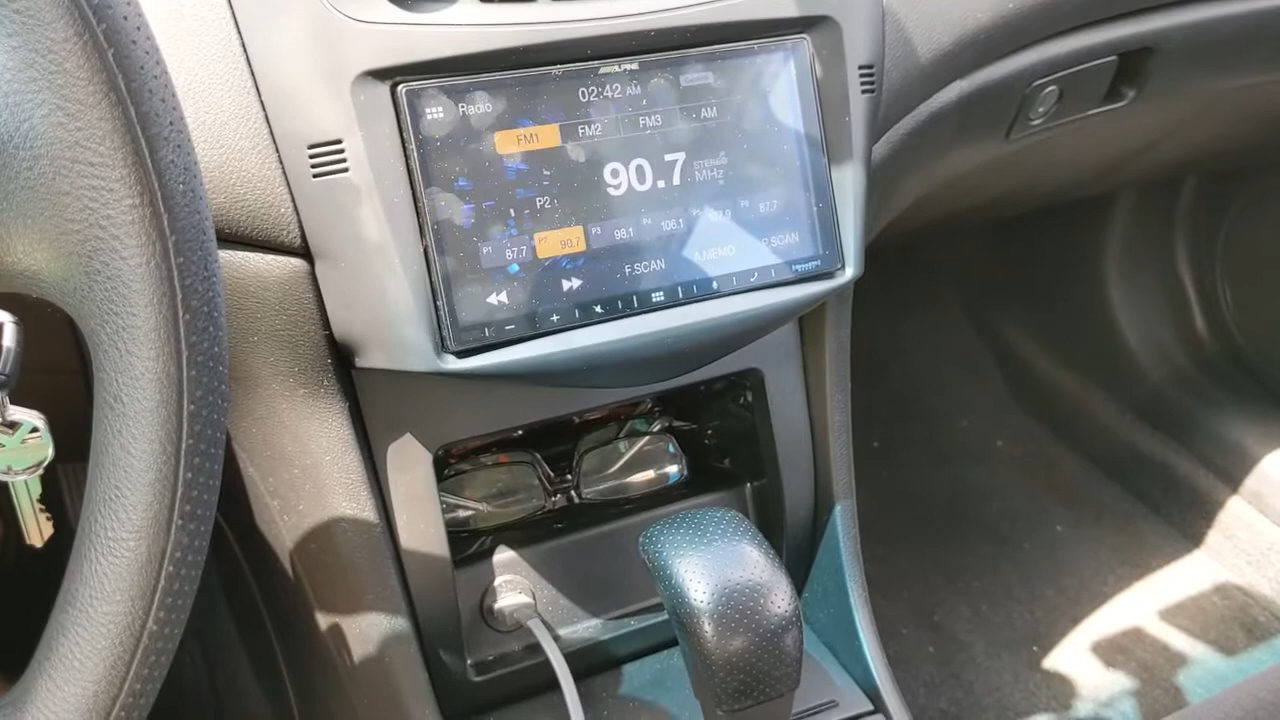 ALPINE
Radio
02:42 AM
FM1 FM2 FM3 AM
90.7 STEREO MHz
P2
P1 87.7 P2 90.7 P3 98.1 P4 106.1 P6 87.7
F.SCAN A.MEMO P.SCAN